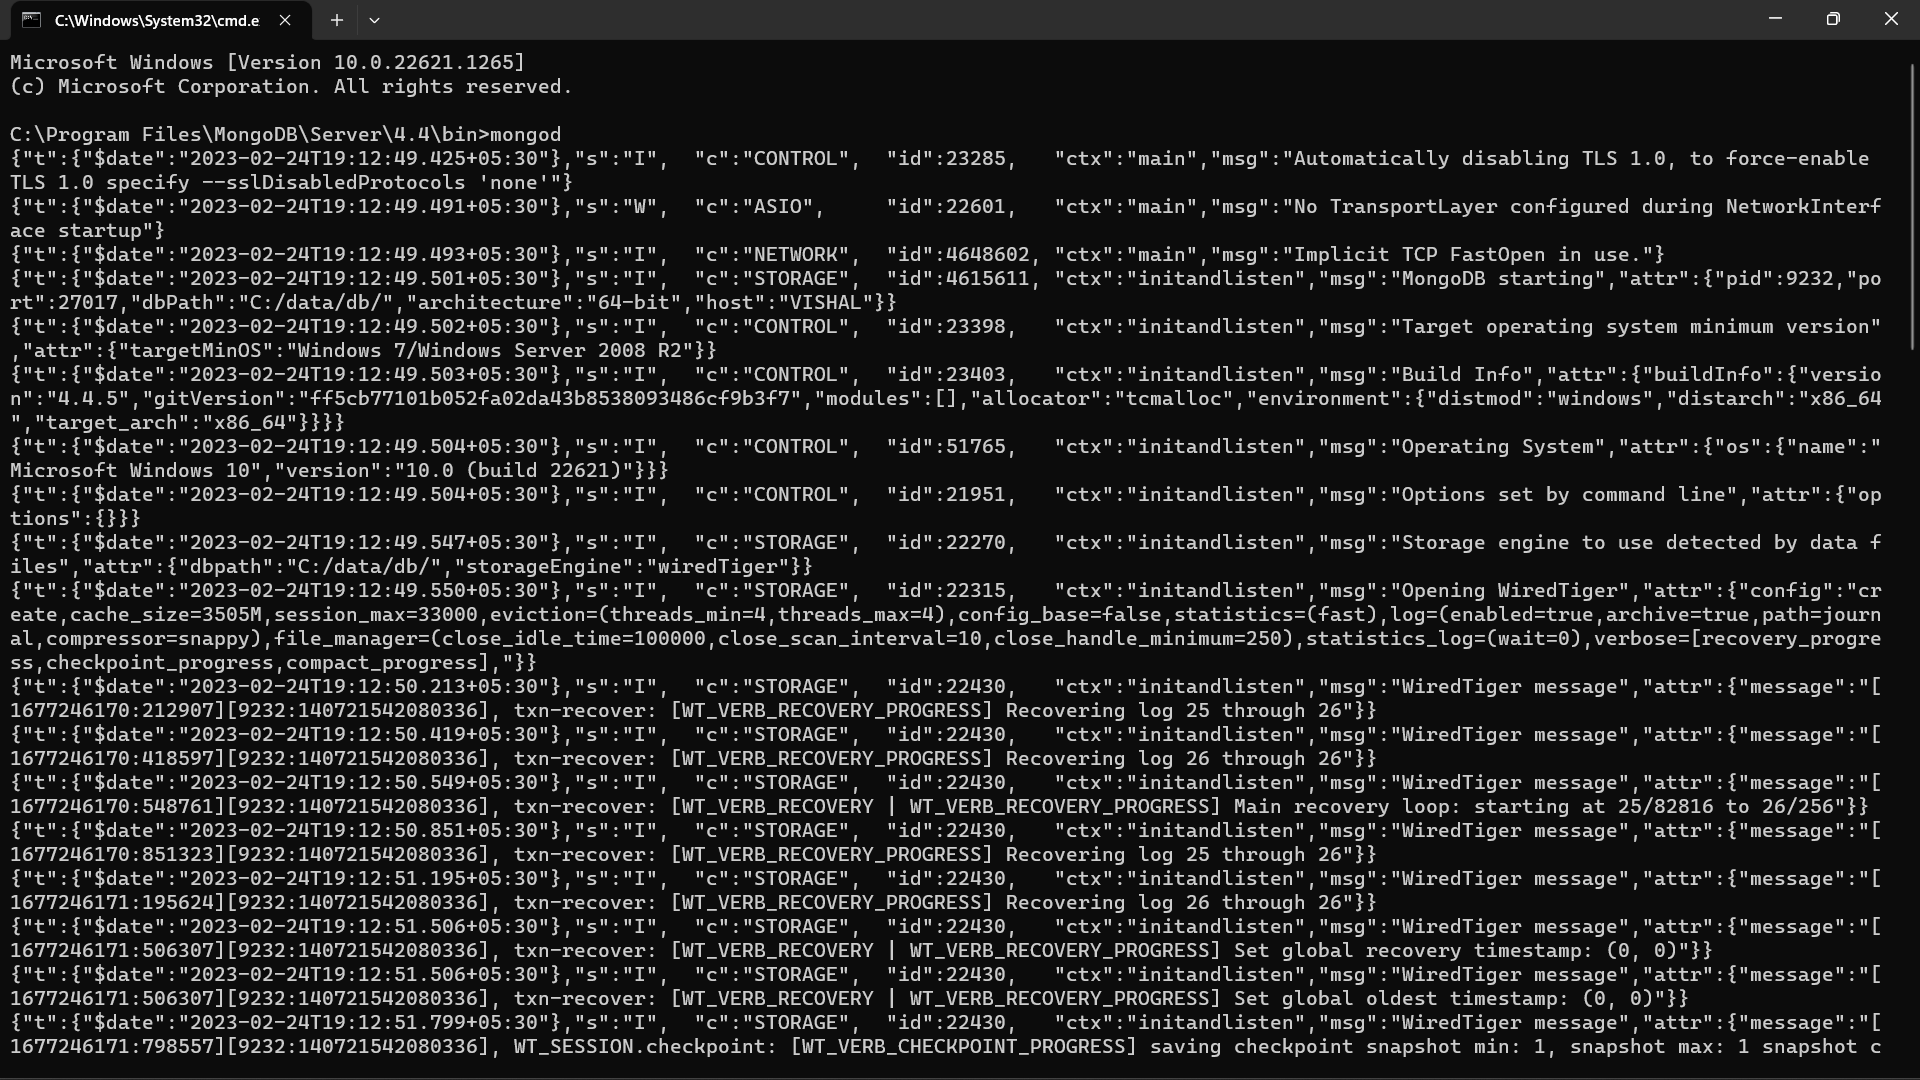 C:\Windows\System32\cmd.e
Microsoft Windows [Version 10.0.22621.1265]
(c) Microsoft Corporation. All rights reserved.
C:\Program Files\MongoDB\Server\4.4\bin>mongod
{"t":{"$date":"2023-02-24T19:12:49.425+05:30"},"s":"I",  "c":"CONTROL",  "id":23285,   "ctx":"main","msg":"Automatically disabling TLS 1.0, to force-enable
TLS 1.0 specify --sslDisabledProtocols 'none'"}
{"t":{"$date":"2023-02-24T19:12:49.491+05:30"},"s":"W",  "c":"ASIO",     "id":22601,   "ctx":"main","msg":"No TransportLayer configured during NetworkInterf
ace startup"}
{"t":{"$date":"2023-02-24T19:12:49.493+05:30"},"s":"I",  "c":"NETWORK",  "id":4648602, "ctx":"main","msg":"Implicit TCP FastOpen in use."}
{"t":{"$date":"2023-02-24T19:12:49.501+05:30"},"s":"I",  "c":"STORAGE",  "id":4615611, "ctx":"initandlisten","msg":"MongoDB starting","attr":{"pid":9232,"po
rt":27017,"dbPath":"C:/data/db/","architecture":"64-bit","host":"VISHAL"}}
{"t":{"$date":"2023-02-24T19:12:49.502+05:30"},"s":"I",  "c":"CONTROL",  "id":23398,   "ctx":"initandlisten","msg":"Target operating system minimum version"
,"attr":{"targetMinOS":"Windows 7/Windows Server 2008 R2"}}
{"t":{"$date":"2023-02-24T19:12:49.503+05:30"},"s":"I",  "c":"CONTROL",  "id":23403,   "ctx":"initandlisten","msg":"Build Info","attr":{"buildInfo":{"versio
n":"4.4.5","gitVersion":"ff5cb77101b052fa02da43b8538093486cf9b3f7","modules":[],"allocator":"tcmalloc","environment":{"distmod":"windows","distarch":"x86_64
","target_arch":"x86_64"}}}}
{"t":{"$date":"2023-02-24T19:12:49.504+05:30"},"s":"I",  "c":"CONTROL",  "id":51765,   "ctx":"initandlisten","msg":"Operating System","attr":{"os":{"name":"
Microsoft Windows 10","version":"10.0 (build 22621)"}}}
{"t":{"$date":"2023-02-24T19:12:49.504+05:30"},"s":"I",  "c":"CONTROL",  "id":21951,   "ctx":"initandlisten","msg":"Options set by command line","attr":{"op
tions":{}}}
{"t":{"$date":"2023-02-24T19:12:49.547+05:30"},"s":"I",  "c":"STORAGE",  "id":22270,   "ctx":"initandlisten","msg":"Storage engine to use detected by data f
iles","attr":{"dbpath":"C:/data/db/","storageEngine":"wiredTiger"}}
{"t":{"$date":"2023-02-24T19:12:49.550+05:30"},"s":"I",  "c":"STORAGE",  "id":22315,   "ctx":"initandlisten","msg":"Opening WiredTiger","attr":{"config":"cr
eate,cache_size=3505M,session_max=33000,eviction=(threads_min=4,threads_max=4),config_base=false,statistics=(fast),log=(enabled=true,archive=true,path=journ
al,compressor=snappy),file_manager=(close_idle_time=100000,close_scan_interval=10,close_handle_minimum=250),statistics_log=(wait=0),verbose=[recovery_progre
ss,checkpoint_progress,compact_progress],"}}
{"t":{"$date":"2023-02-24T19:12:50.213+05:30"},"s":"I",  "c":"STORAGE",  "id":22430,   "ctx":"initandlisten","msg":"WiredTiger message","attr":{"message":"[
1677246170:212907][9232:140721542080336], txn-recover: [WT_VERB_RECOVERY_PROGRESS] Recovering log 25 through 26"}}
{"t":{"$date":"2023-02-24T19:12:50.419+05:30"},"s":"I",  "c":"STORAGE",  "id":22430,   "ctx":"initandlisten","msg":"WiredTiger message","attr":{"message":"[
1677246170:418597][9232:140721542080336], txn-recover: [WT_VERB_RECOVERY_PROGRESS] Recovering log 26 through 26"}}
{"t":{"$date":"2023-02-24T19:12:50.549+05:30"},"s":"I",  "c":"STORAGE",  "id":22430,   "ctx":"initandlisten","msg":"WiredTiger message","attr":{"message":"[
1677246170:548761][9232:140721542080336], txn-recover: [WT_VERB_RECOVERY | WT_VERB_RECOVERY_PROGRESS] Main recovery loop: starting at 25/82816 to 26/256"}}
{"t":{"$date":"2023-02-24T19:12:50.851+05:30"},"s":"I",  "c":"STORAGE",  "id":22430,   "ctx":"initandlisten","msg":"WiredTiger message","attr":{"message":"[
1677246170:851323][9232:140721542080336], txn-recover: [WT_VERB_RECOVERY_PROGRESS] Recovering log 25 through 26"}}
{"t":{"$date":"2023-02-24T19:12:51.195+05:30"},"s":"I",  "c":"STORAGE",  "id":22430,   "ctx":"initandlisten","msg":"WiredTiger message","attr":{"message":"[
1677246171:195624][9232:140721542080336], txn-recover: [WT_VERB_RECOVERY_PROGRESS] Recovering log 26 through 26"}}
{"t":{"$date":"2023-02-24T19:12:51.506+05:30"},"s":"I",  "c":"STORAGE",  "id":22430,   "ctx":"initandlisten","msg":"WiredTiger message","attr":{"message":"[
1677246171:506307][9232:140721542080336], txn-recover: [WT_VERB_RECOVERY | WT_VERB_RECOVERY_PROGRESS] Set global recovery timestamp: (0, 0)"}}
{"t":{"$date":"2023-02-24T19:12:51.506+05:30"},"s":"I",  "c":"STORAGE",  "id":22430,   "ctx":"initandlisten","msg":"WiredTiger message","attr":{"message":"[
1677246171:506307][9232:140721542080336], txn-recover: [WT_VERB_RECOVERY | WT_VERB_RECOVERY_PROGRESS] Set global oldest timestamp: (0, 0)"}}
{"t":{"$date":"2023-02-24T19:12:51.799+05:30"},"s":"I",  "c":"STORAGE",  "id":22430,   "ctx":"initandlisten","msg":"WiredTiger message","attr":{"message":"[
1677246171:798557][9232:140721542080336], WT_SESSION.checkpoint: [WT_VERB_CHECKPOINT_PROGRESS] saving checkpoint snapshot min: 1, snapshot max: 1 snapshot c